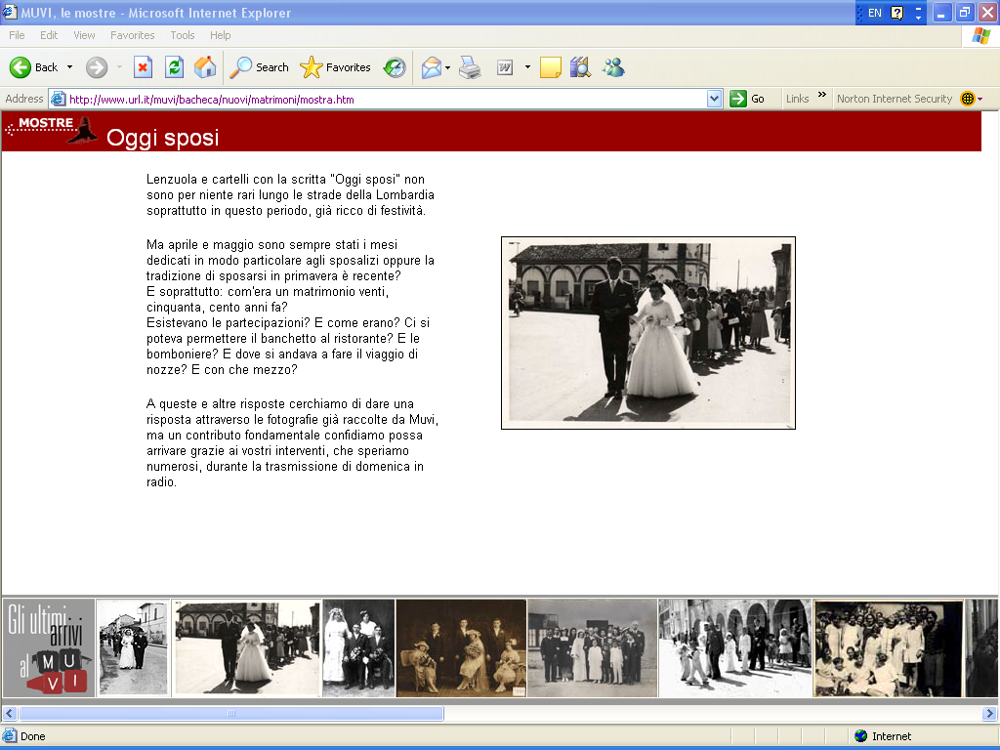 MUVI, le mostre - Microsoft Internet Explorer
EN
File Edit View Favorites Tools Help
Back Search Favorites
Address http://www.url.it/muvi/bacheca/nuovi/matrimoni/mostra.htm Go Links » Norton Internet Security
MOSTRE
Oggi sposi
Lenzuola e cartelli con la scritta "Oggi sposi" non
sono per niente rari lungo le strade della Lombardia
soprattutto in questo periodo, già ricco di festività.
Ma aprile e maggio sono sempre stati i mesi
dedicati in modo particolare agli sposalizi oppure la
tradizione di sposarsi in primavera è recente?
E soprattutto: com'era un matrimonio venti,
cinquanta, cento anni fa?
Esistevano le partecipazioni? E come erano? Ci si
poteva permettere il banchetto al ristorante? E le
bomboniere? E dove si andava a fare il viaggio di
nozze? E con che mezzo?
A queste e altre risposte cerchiamo di dare una
risposta attraverso le fotografie già raccolte da Muvi,
ma un contributo fondamentale confidiamo possa
arrivare grazie ai vostri interventi, che speriamo
numerosi, durante la trasmissione di domenica in
radio.
Gli ultimi
arrivi
al MUVI
Done Internet